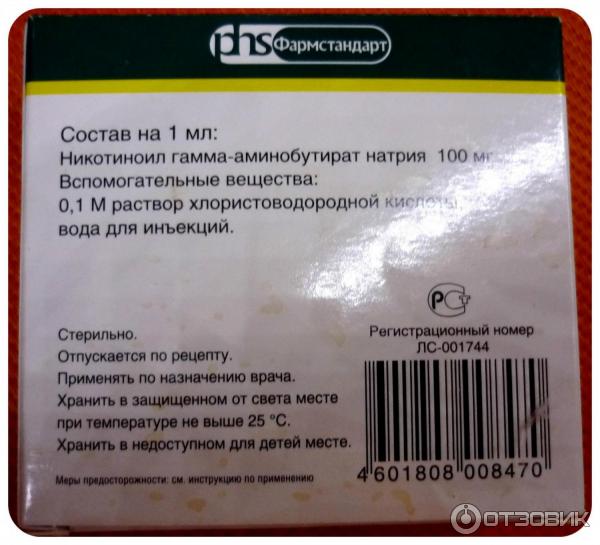 phs Фармстандарт
Состав на 1 мл:
Никотиноил гамма-аминобутират натрия 100 мг
Вспомогательные вещества:
0,1 М раствор хлористоводородной кислоты,
вода для инъекций.
РСТ
Регистрационный номер
ЛС-001744
Стерильно.
Отпускается по рецепту.
Применять по назначению врача.
Хранить в защищенном от света месте
при температуре не выше 25 °С.
Хранить в недоступном для детей месте.
4 601808 008470
Меры предосторожности: см. инструкцию по применению
ОТЗОВИК